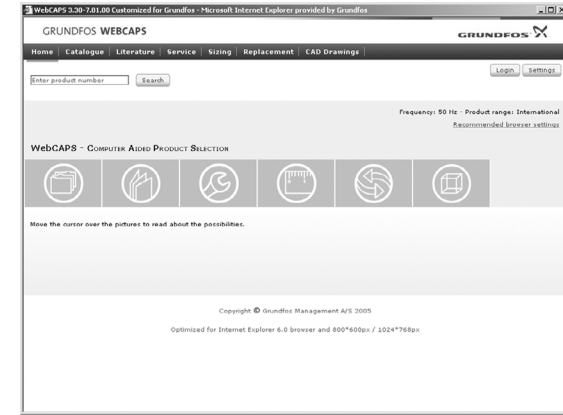 WebCAPS 3.30-7.01.00 Customized for Grundfos - Microsoft Internet Explorer provided by Grundfos
GRUNDFOS WEBCAPS
GRUNDFOS
Home | Catalogue | Literature | Service | Sizing | Replacement | CAD Drawings |
Enter product number Search Login Settings
Frequency: 50 Hz - Product range: International
Recommended browser settings
WebCAPS - Computer Aided Product Selection
Move the cursor over the pictures to read about the possibilities.
Copyright © Grundfos Management A/S 2005
Optimized for Internet Explorer 6.0 browser and 800*600px / 1024*768px